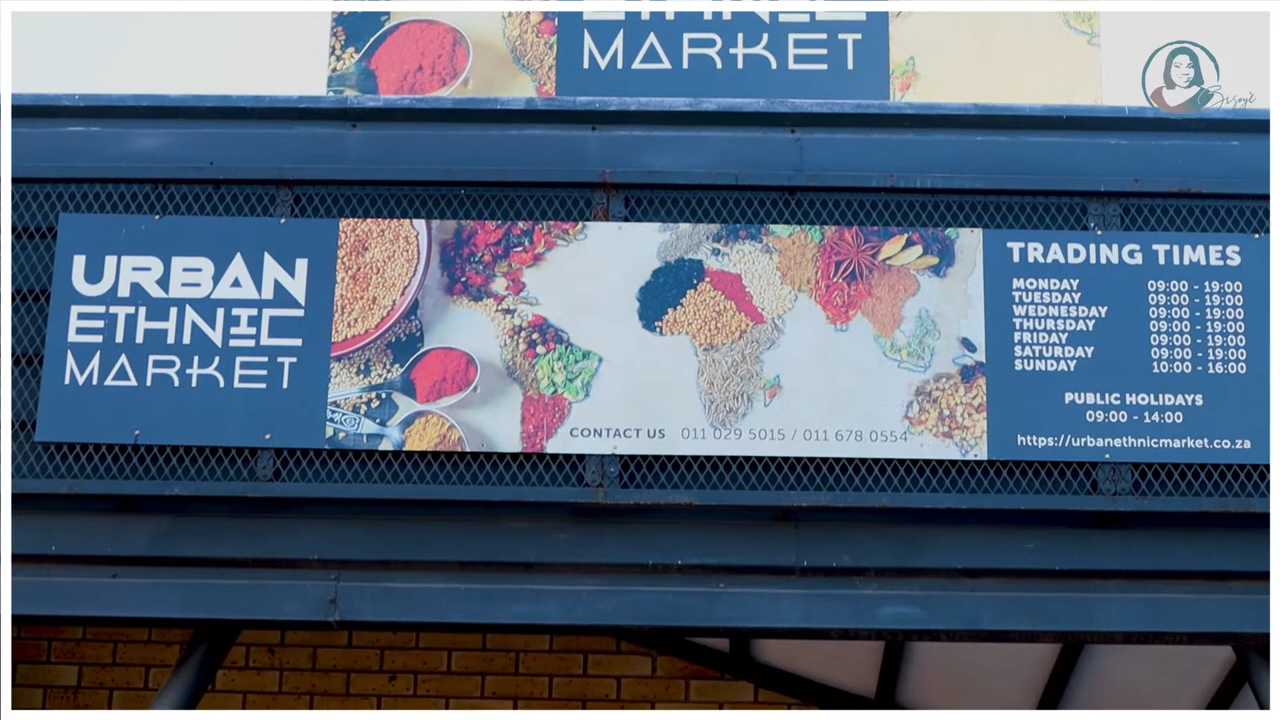 ETHNIC
MARKET
Bisoyè
URBAN
ETHNIC
MARKET
CONTACT US 011 029 5015 / 011 678 0554
TRADING TIMES
MONDAY 09:00 - 19:00
TUESDAY 09:00 - 19:00
WEDNESDAY 09:00 - 19:00
THURSDAY 09:00 - 19:00
FRIDAY 09:00 - 19:00
SATURDAY 09:00 - 19:00
SUNDAY 10:00 - 16:00
PUBLIC HOLIDAYS
09:00 - 14:00
https://urbanethnicmarket.co.za